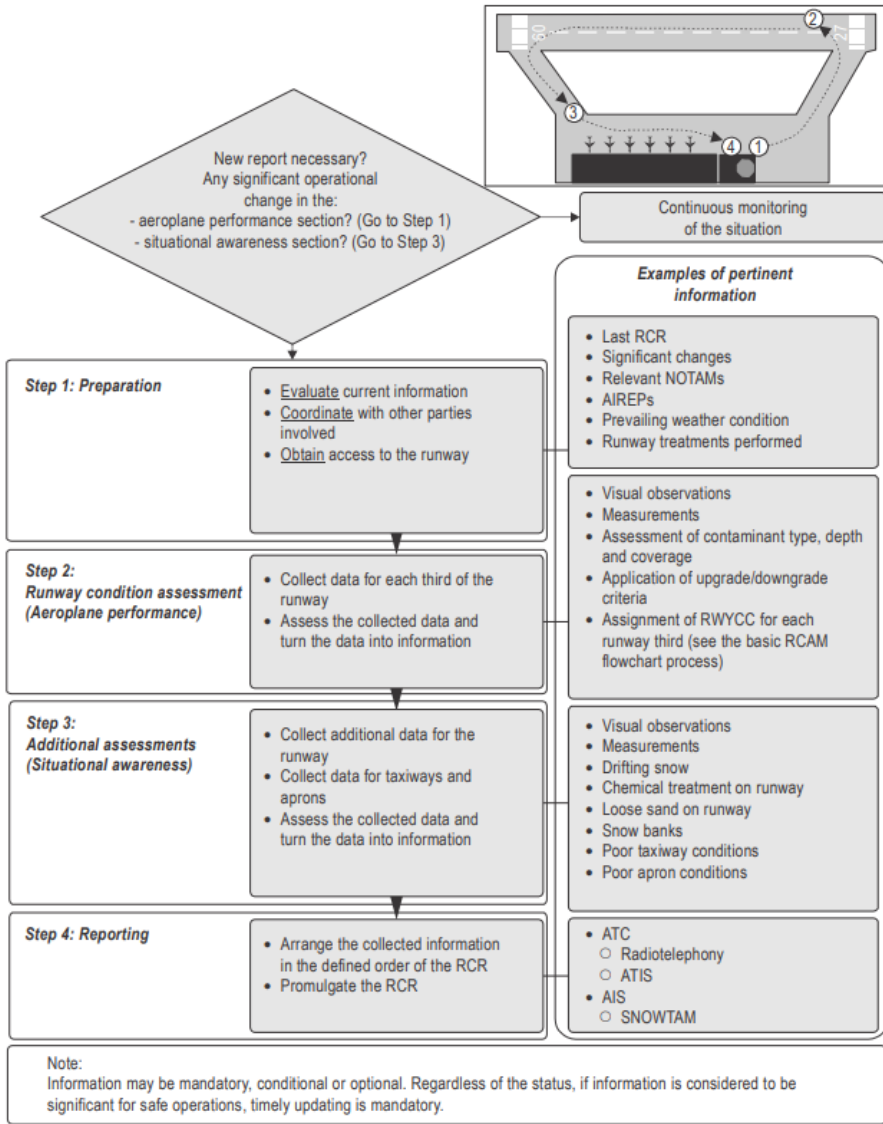 60
27
2
3
4
1
New report necessary?
Any significant operational
change in the:
- aeroplane performance section? (Go to Step 1)
- situational awareness section? (Go to Step 3)
Continuous monitoring
of the situation
Examples of pertinent
information
Step 1: Preparation
• Evaluate current information
• Coordinate with other parties
involved
• Obtain access to the runway
• Last RCR
• Significant changes
• Relevant NOTAMs
• AIREPs
• Prevailing weather condition
• Runway treatments performed
Step 2:
Runway condition assessment
(Aeroplane performance)
• Collect data for each third of the
runway
• Assess the collected data and
turn the data into information
• Visual observations
• Measurements
• Assessment of contaminant type, depth
and coverage
• Application of upgrade/downgrade
criteria
• Assignment of RWYCC for each
runway third (see the basic RCAM
flowchart process)
Step 3:
Additional assessments
(Situational awareness)
• Collect additional data for the
runway
• Collect data for taxiways and
aprons
• Assess the collected data and
turn the data into information
• Visual observations
• Measurements
• Drifting snow
• Chemical treatment on runway
• Loose sand on runway
• Snow banks
• Poor taxiway conditions
• Poor apron conditions
Step 4: Reporting
• Arrange the collected information
in the defined order of the RCR
• Promulgate the RCR
• ATC
○ Radiotelephony
○ ATIS
• AIS
○ SNOWTAM
Note:
Information may be mandatory, conditional or optional. Regardless of the status, if information is considered to be
significant for safe operations, timely updating is mandatory.